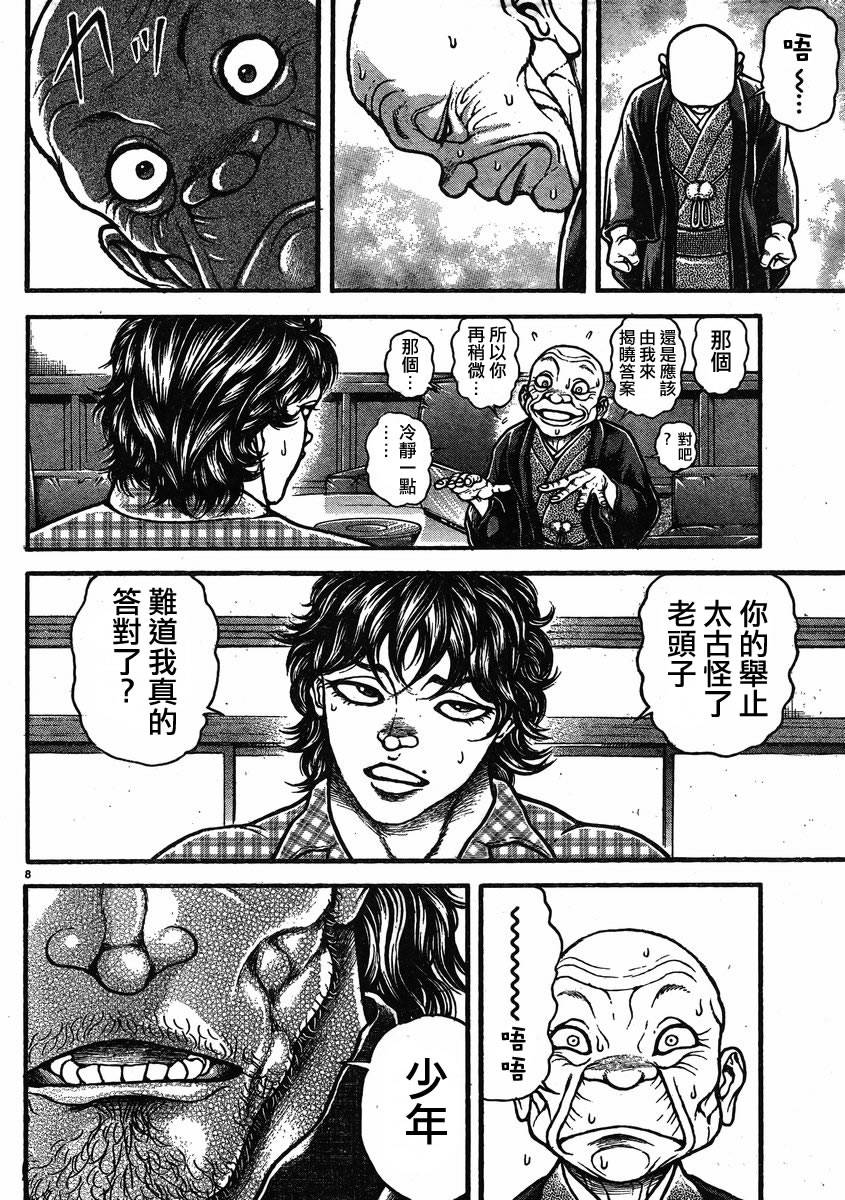 唔
～…
ガッ
那個
還是應該
由我來
揭曉答案
對吧
?
所以你
再稍微…
那個…
冷靜一點
……
你的舉止
太古怪了
老頭子
難道我真的
答對了?
8
～～～～唔唔
少年